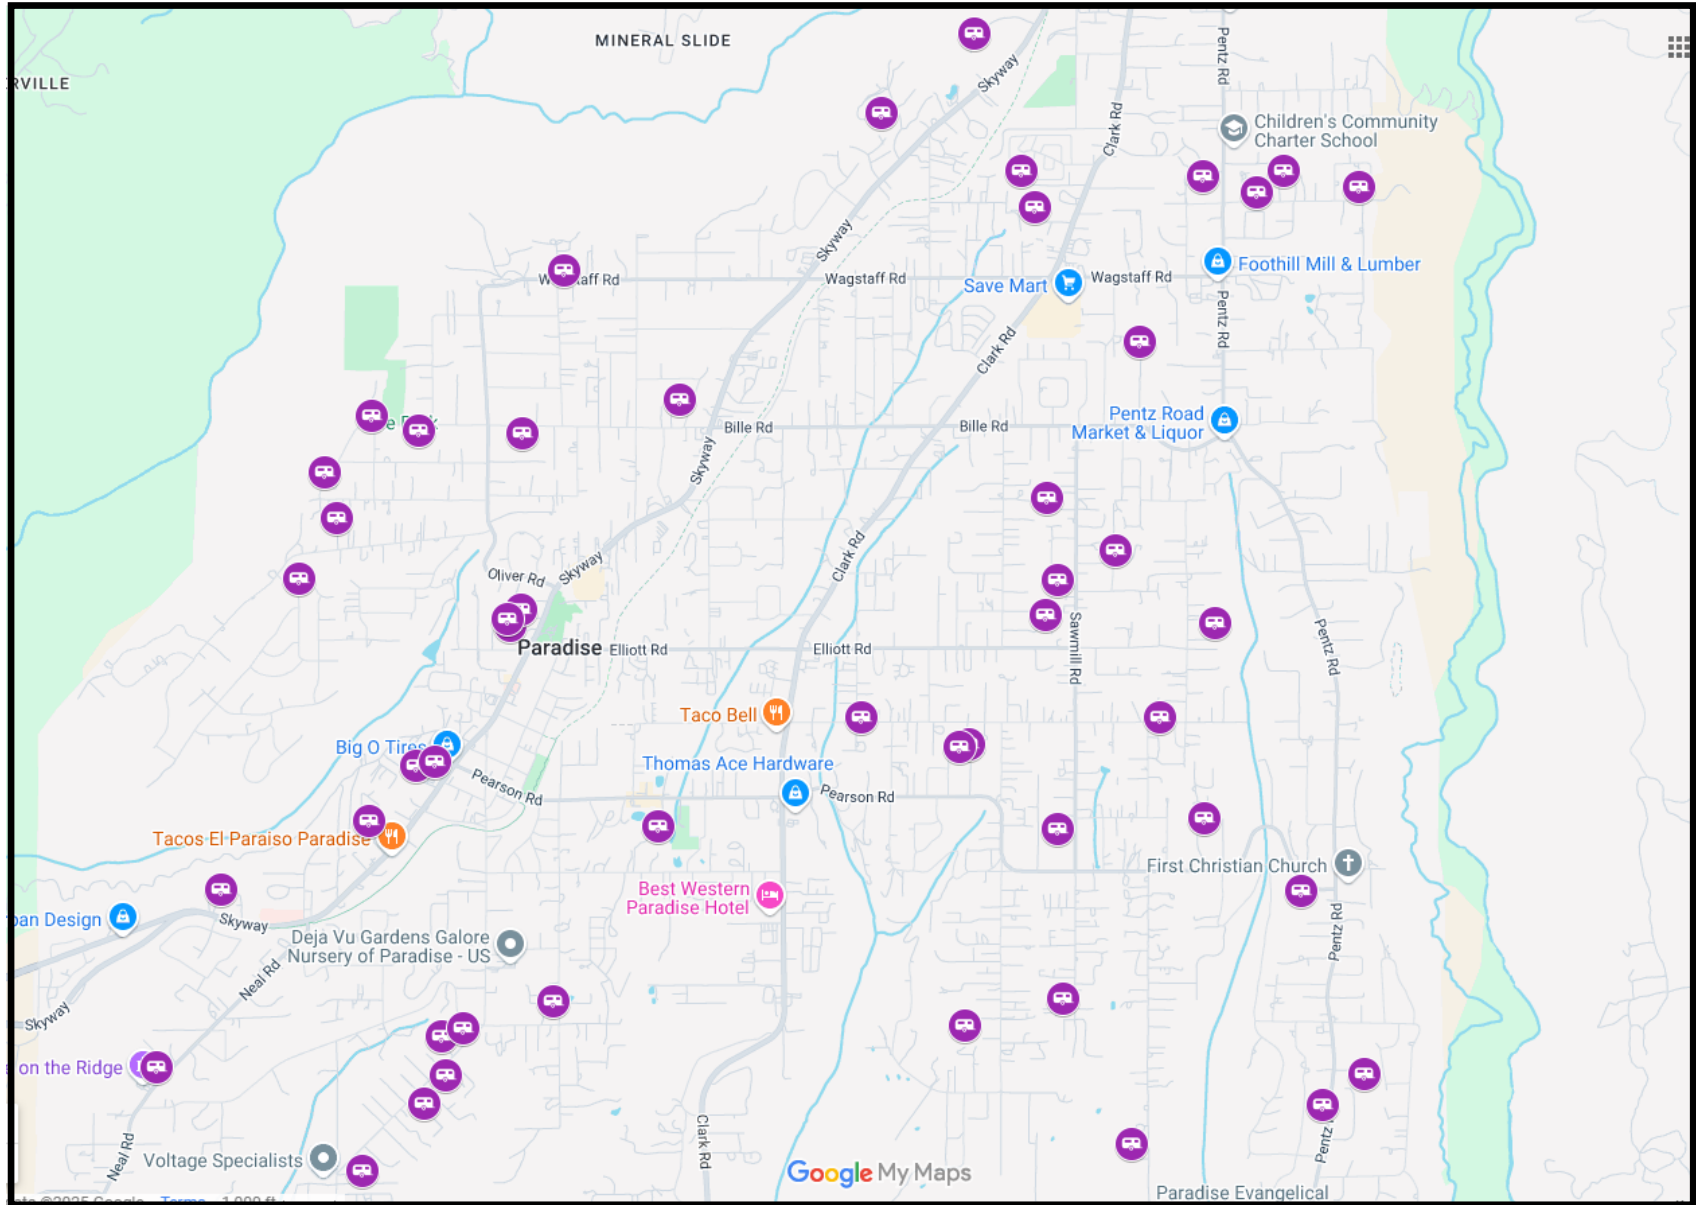 MINERAL SLIDE
RVILLE
Skyway
Pentz Rd
Clark Rd
Children's Community
Charter School
Skyway
Wagstaff Rd
Wagstaff Rd
Foothill Mill & Lumber
Save Mart
Pentz Rd
Clark Rd
Bille Rd
Bille Rd
Pentz Road
Market & Liquor
Skyway
Clark Rd
Oliver Rd
Skyway
Paradise
Elliott Rd
Elliott Rd
Sawmill Rd
Pentz Rd
Taco Bell
Big O Tires
Thomas Ace Hardware
Pearson Rd
Pearson Rd
Tacos El Paraiso Paradise
First Christian Church
Best Western
Paradise Hotel
Design
Skyway
Deja Vu Gardens Galore
Nursery of Paradise - US
Pentz Rd
Neal Rd
Skyway
on the Ridge
Neal Rd
Clark Rd
Pentz
Voltage Specialists
Google My Maps
Paradise Evangelical